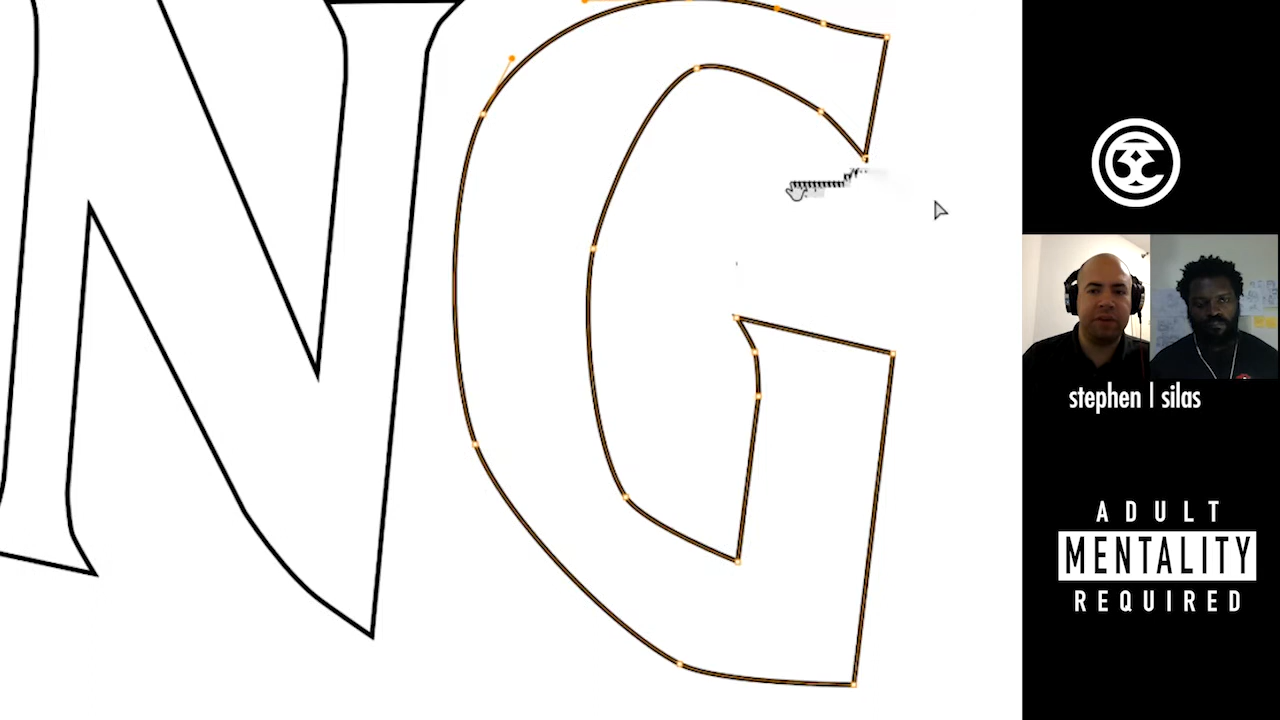 NG
stephen | silas
ADULT
MENTALITY
REQUIRED